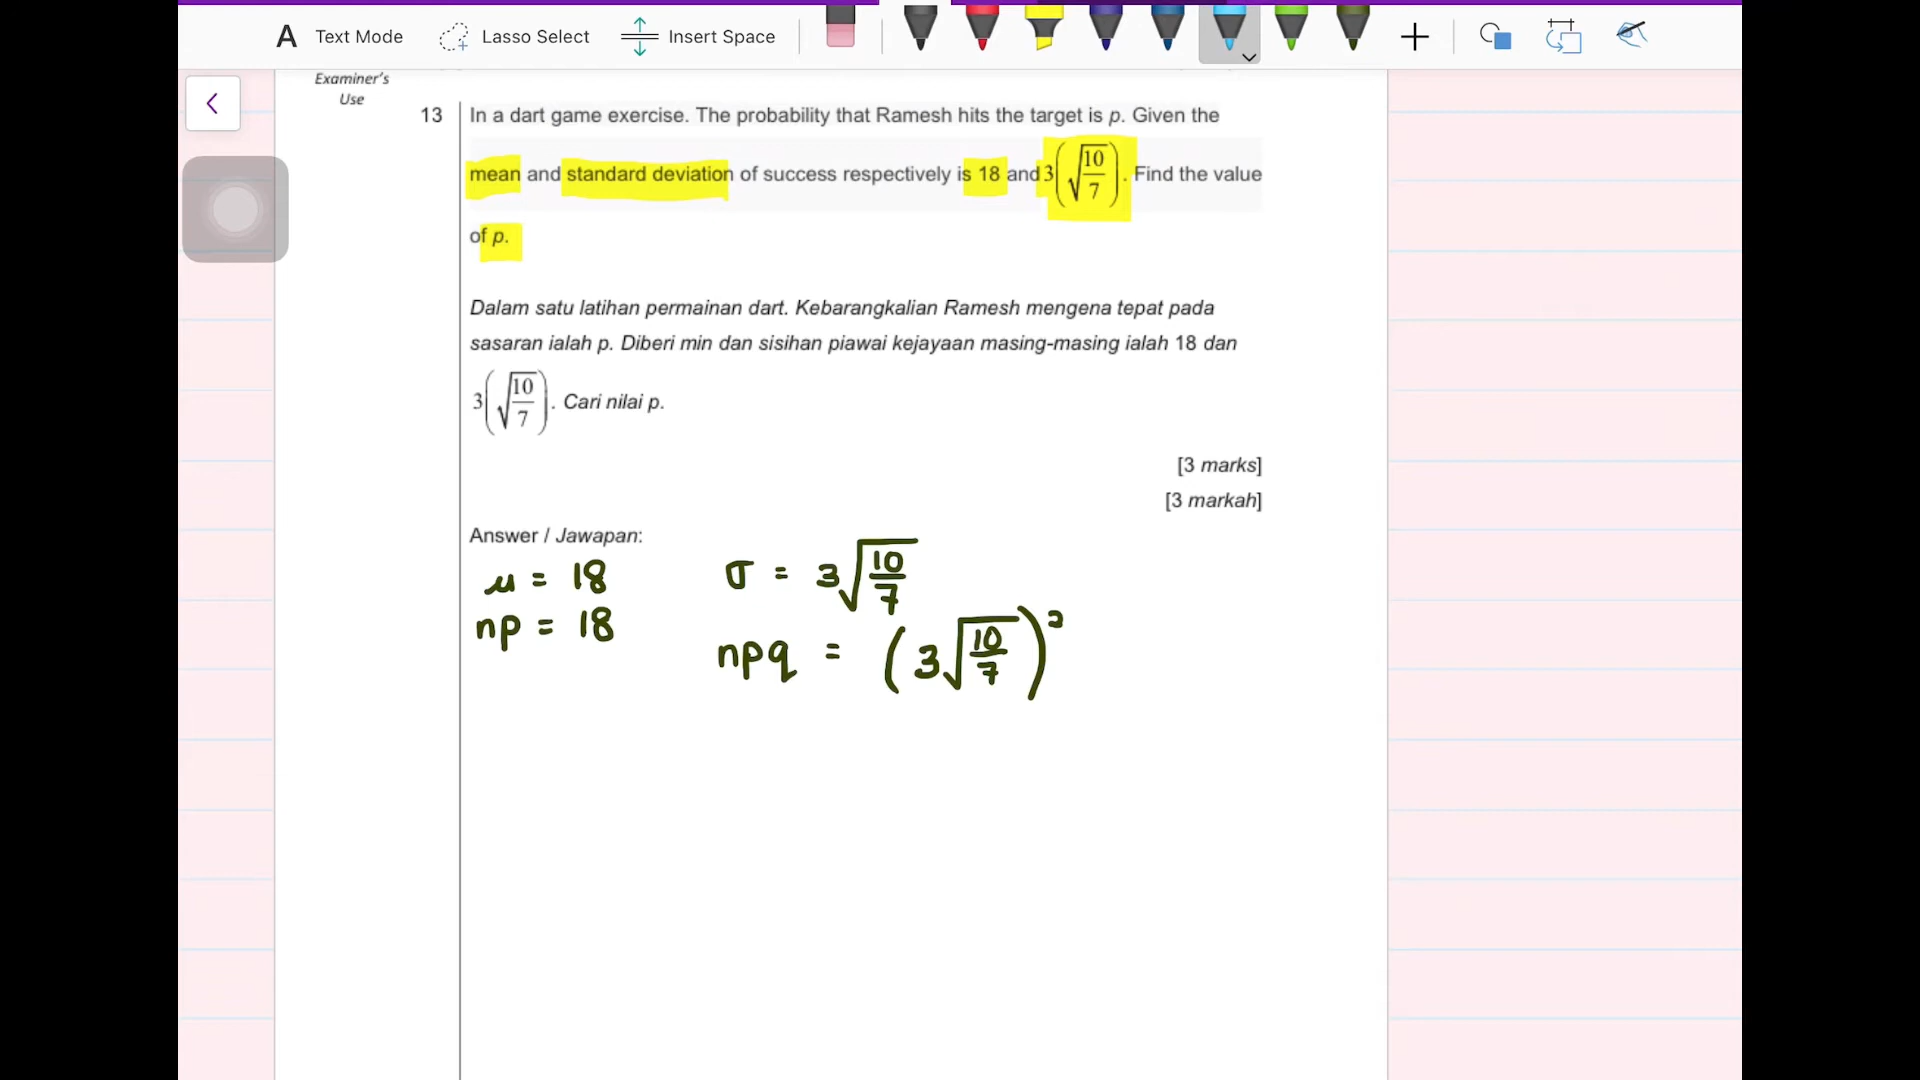 A Text Mode Lasso Select Insert Space
Examiner's
Use
13 In a dart game exercise. The probability that Ramesh hits the target is p. Given the
mean and standard deviation of success respectively is 18 and 3(√(10/7)). Find the value
of p.
Dalam satu latihan permainan dart. Kebarangkalian Ramesh mengena tepat pada
sasaran ialah p. Diberi min dan sisihan piawai kejayaan masing-masing ialah 18 dan
3(√(10/7)). Cari nilai p.
[3 marks]
[3 markah]
Answer / Jawapan:
μ = 18 σ = 3√(10/7)
np = 18 npq = (3√(10/7))²